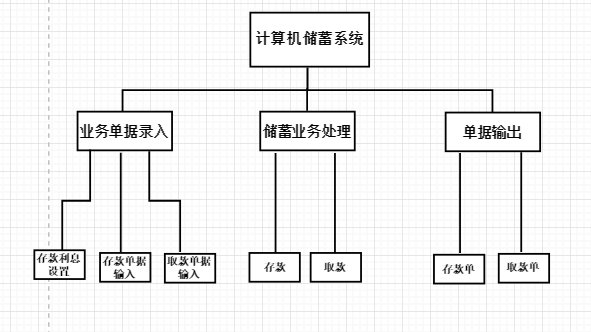 计算机储蓄系统
业务单据录入
储蓄业务处理
单据输出
存款利息
设置
存款单据
输入
取款单据
输入
存款
取款
存款单
取款单